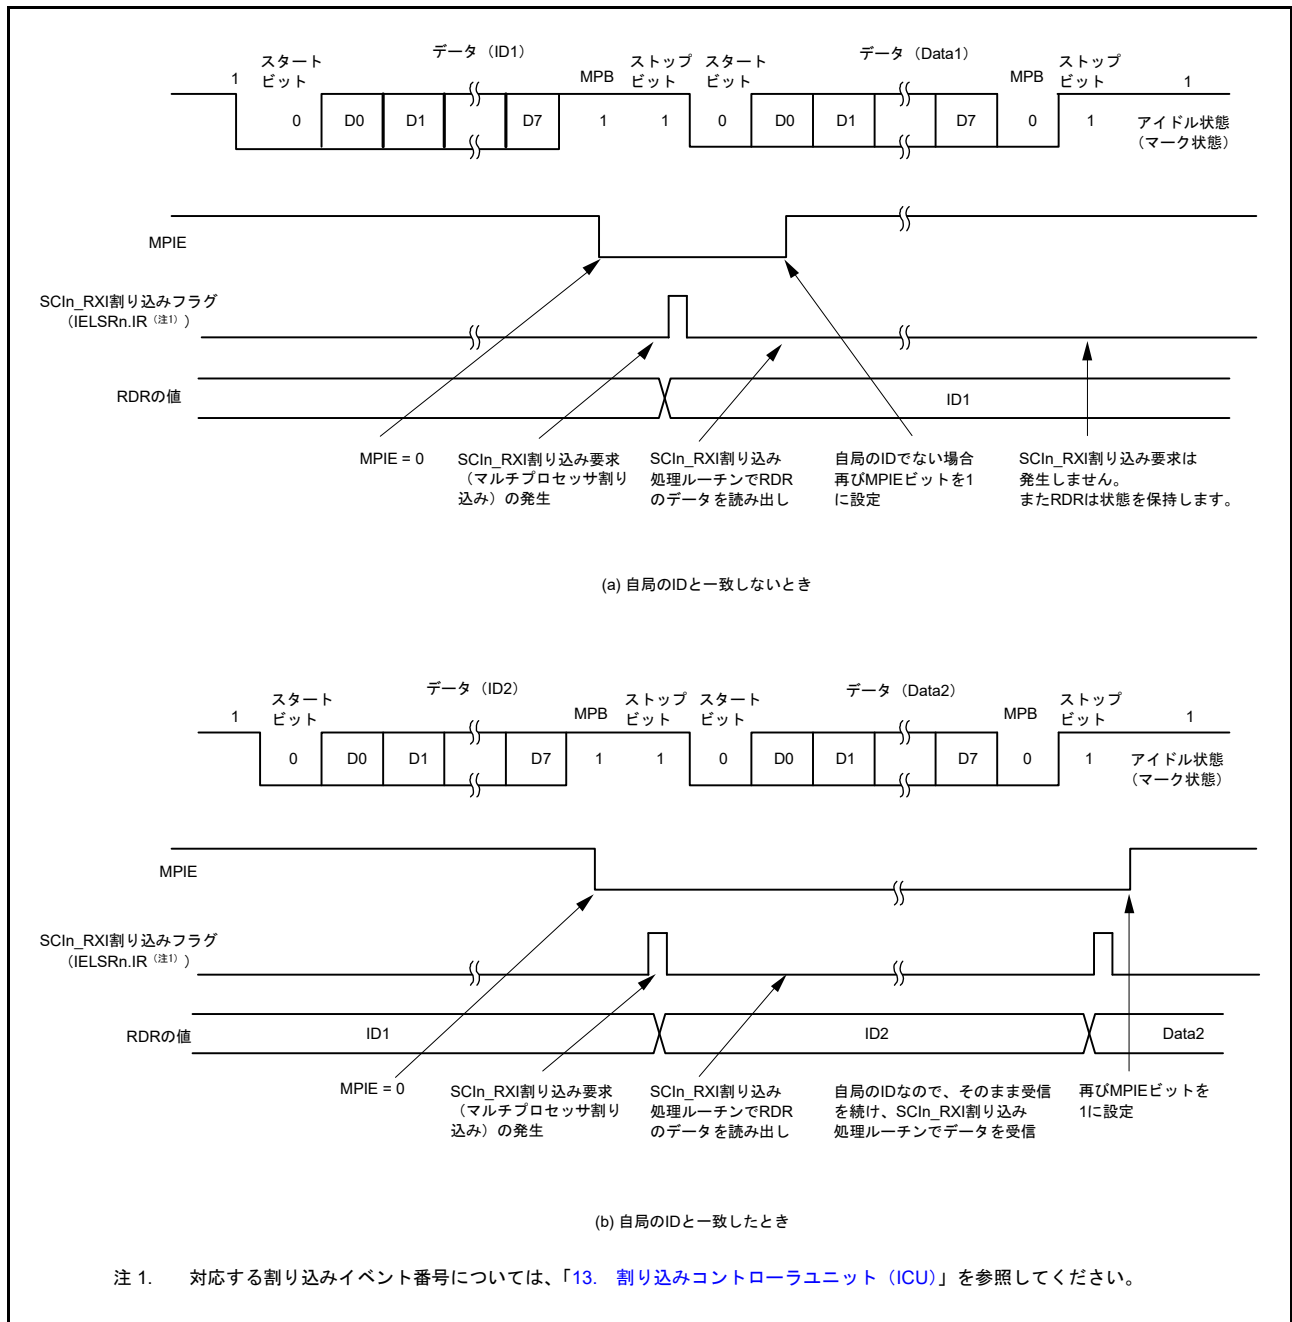 データ（ID1）
データ（Data1）
1
スタート
ビット
MPB
ストップ
ビット
スタート
ビット
MPB
ストップ
ビット
1
0 D0 D1 D7 1 1 0 D0 D1 D7 0 1
アイドル状態
（マーク状態）
MPIE
SCIn_RXI割り込みフラグ
（IELSRn.IR（注1））
RDRの値
ID1
MPIE = 0
SCIn_RXI割り込み要求
（マルチプロセッサ割り
込み）の発生
SCIn_RXI割り込み
処理ルーチンでRDR
のデータを読み出し
自局のIDでない場合
再びMPIEビットを1
に設定
SCIn_RXI割り込み要求は
発生しません。
またRDRは状態を保持します。
(a) 自局のIDと一致しないとき
データ（ID2）
データ（Data2）
1
スタート
ビット
MPB
ストップ
ビット
スタート
ビット
MPB
ストップ
ビット
1
0 D0 D1 D7 1 1 0 D0 D1 D7 0 1
アイドル状態
（マーク状態）
MPIE
SCIn_RXI割り込みフラグ
（IELSRn.IR（注1））
RDRの値
ID1
ID2
Data2
MPIE = 0
SCIn_RXI割り込み要求
（マルチプロセッサ割り
込み）の発生
SCIn_RXI割り込み
処理ルーチンでRDR
のデータを読み出し
自局のIDなので、そのまま受信
を続け、SCIn_RXI割り込み
処理ルーチンでデータを受信
再びMPIEビットを
1に設定
(b) 自局のIDと一致したとき
注 1. 対応する割り込みイベント番号については、「13. 割り込みコントローラユニット（ICU）」を参照してください。